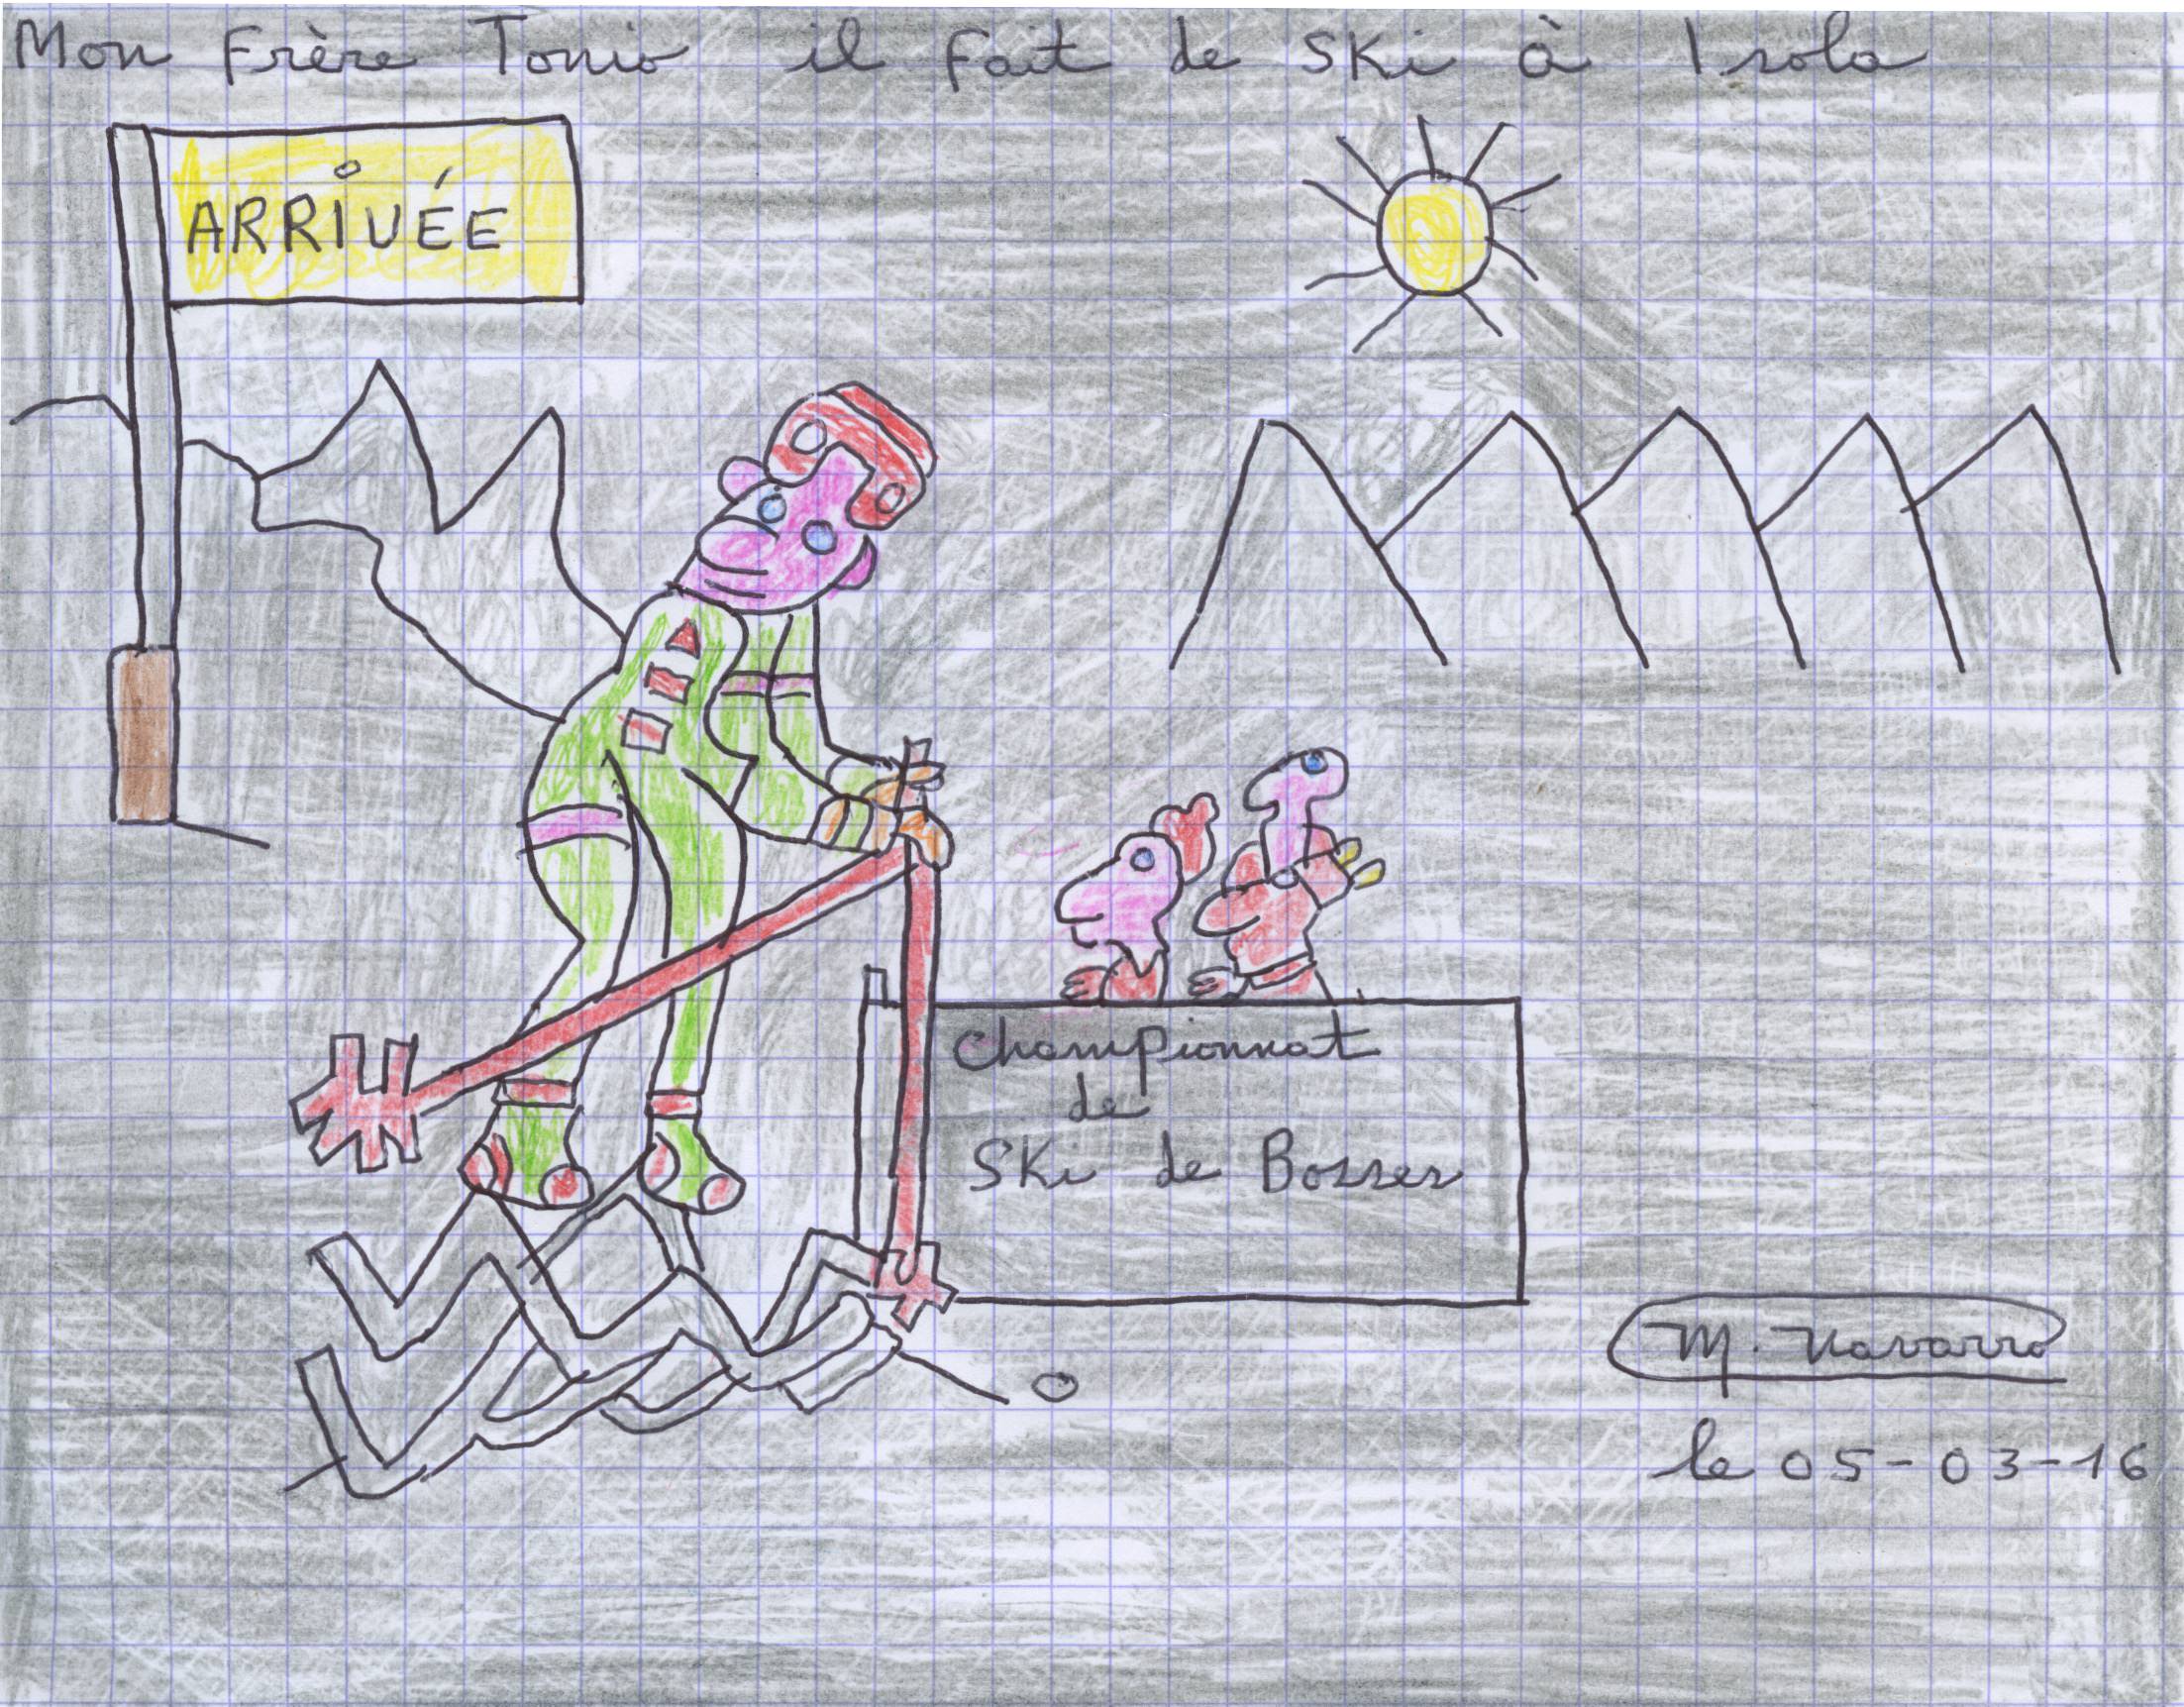 Mon Frère Tonio il fait de ski à Isola
ARRIVÉE
Championnat
de
Ski de Bosses
M. Navarro
le 05-03-16